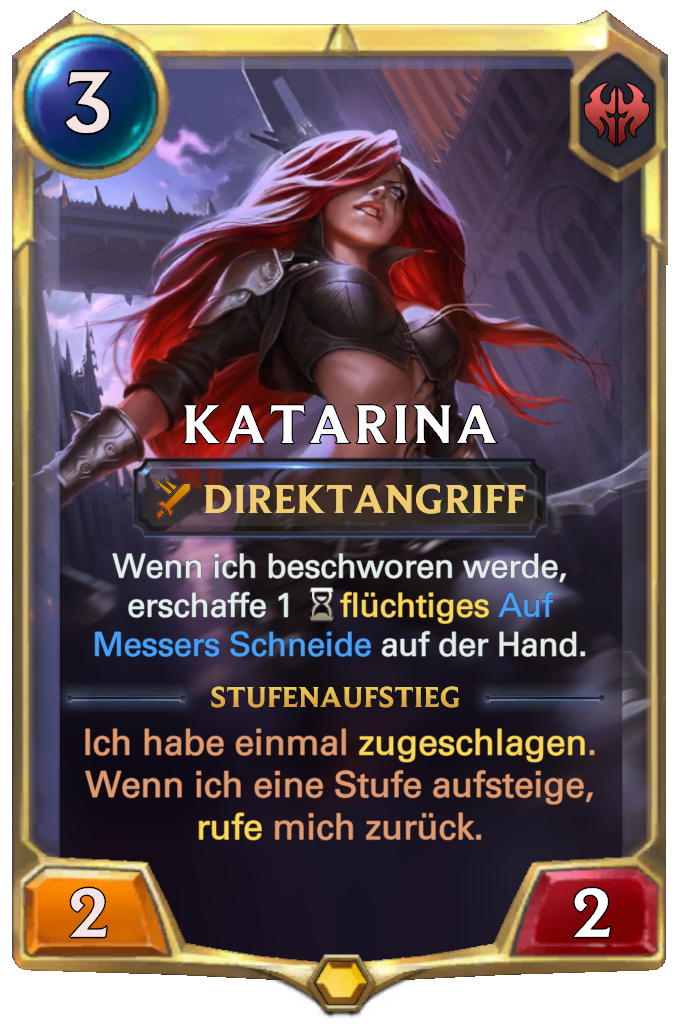 3
KATARINA
DIREKTANGRIFF
Wenn ich beschworen werde,
erschaffe 1 flüchtiges Auf
Messers Schneide auf der Hand.
STUFENAUFSTIEG
Ich habe einmal zugeschlagen.
Wenn ich eine Stufe aufsteige,
rufe mich zurück.
2 2